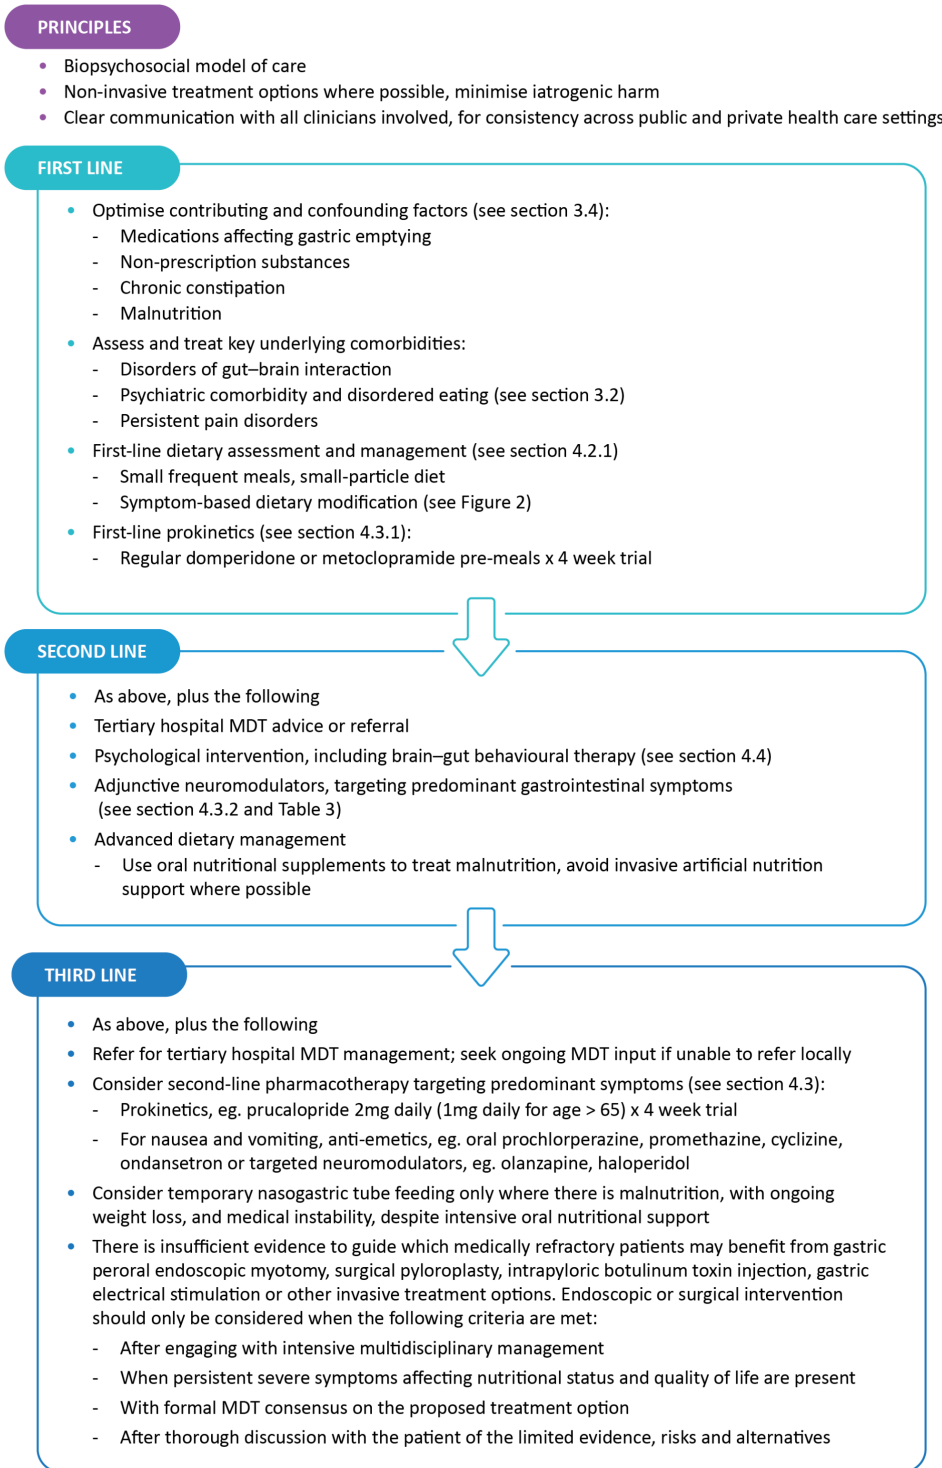 PRINCIPLES
• Biopsychosocial model of care
• Non-invasive treatment options where possible, minimise iatrogenic harm
• Clear communication with all clinicians involved, for consistency across public and private health care settings
FIRST LINE
• Optimise contributing and confounding factors (see section 3.4):
- Medications affecting gastric emptying
- Non-prescription substances
- Chronic constipation
- Malnutrition
• Assess and treat key underlying comorbidities:
- Disorders of gut–brain interaction
- Psychiatric comorbidity and disordered eating (see section 3.2)
- Persistent pain disorders
• First-line dietary assessment and management (see section 4.2.1)
- Small frequent meals, small-particle diet
- Symptom-based dietary modification (see Figure 2)
• First-line prokinetics (see section 4.3.1):
- Regular domperidone or metoclopramide pre-meals x 4 week trial
SECOND LINE
• As above, plus the following
• Tertiary hospital MDT advice or referral
• Psychological intervention, including brain–gut behavioural therapy (see section 4.4)
• Adjunctive neuromodulators, targeting predominant gastrointestinal symptoms
(see section 4.3.2 and Table 3)
• Advanced dietary management
- Use oral nutritional supplements to treat malnutrition, avoid invasive artificial nutrition
support where possible
THIRD LINE
• As above, plus the following
• Refer for tertiary hospital MDT management; seek ongoing MDT input if unable to refer locally
• Consider second-line pharmacotherapy targeting predominant symptoms (see section 4.3):
- Prokinetics, eg. prucalopride 2mg daily (1mg daily for age > 65) x 4 week trial
- For nausea and vomiting, anti-emetics, eg. oral prochlorperazine, promethazine, cyclizine,
ondansetron or targeted neuromodulators, eg. olanzapine, haloperidol
• Consider temporary nasogastric tube feeding only where there is malnutrition, with ongoing
weight loss, and medical instability, despite intensive oral nutritional support
• There is insufficient evidence to guide which medically refractory patients may benefit from gastric
peroral endoscopic myotomy, surgical pyloroplasty, intrapyloric botulinum toxin injection, gastric
electrical stimulation or other invasive treatment options. Endoscopic or surgical intervention
should only be considered when the following criteria are met:
- After engaging with intensive multidisciplinary management
- When persistent severe symptoms affecting nutritional status and quality of life are present
- With formal MDT consensus on the proposed treatment option
- After thorough discussion with the patient of the limited evidence, risks and alternatives